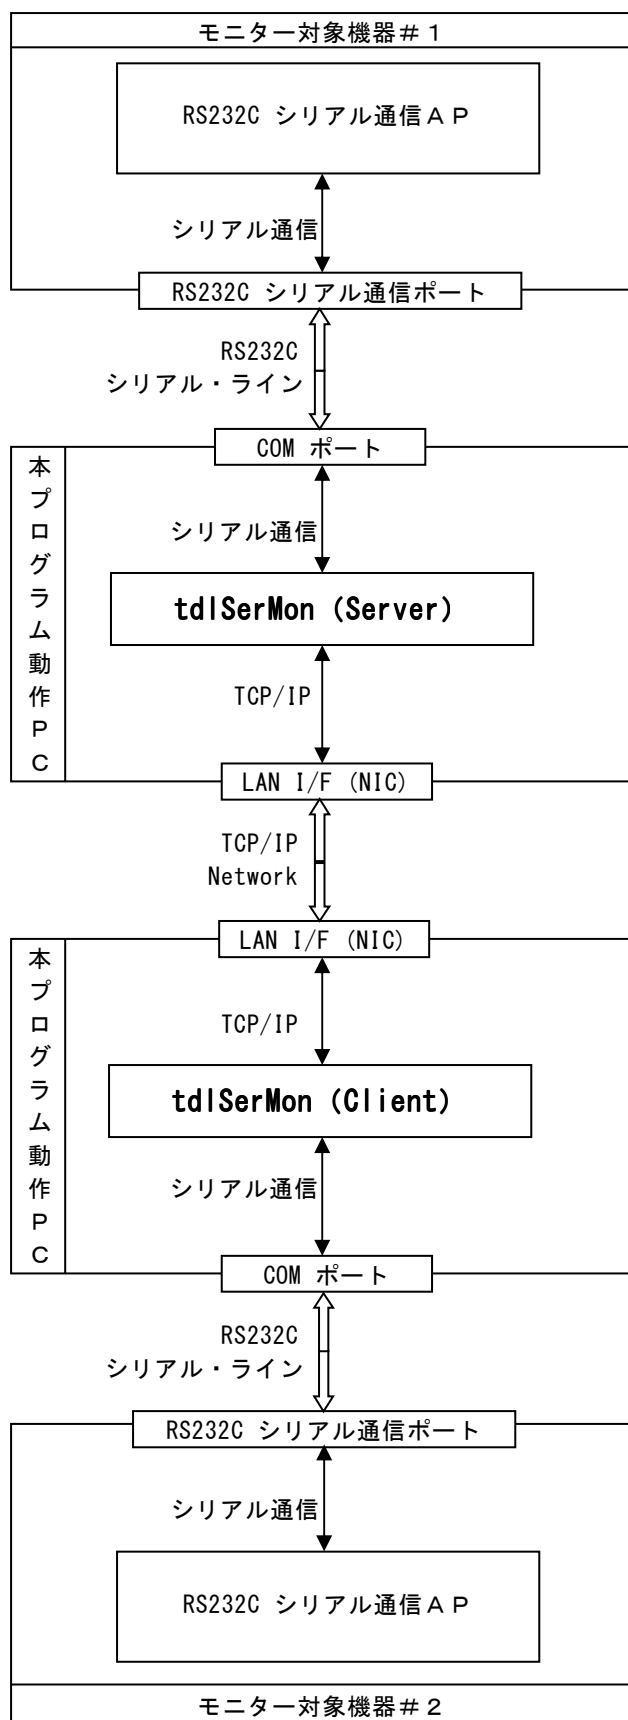 モニター対象機器＃１
RS232C シリアル通信ＡＰ
シリアル通信
RS232C シリアル通信ポート
RS232C
シリアル・ライン
COM ポート
本プログラム動作ＰＣ
シリアル通信
tdlSerMon (Server)
TCP/IP
LAN I/F (NIC)
TCP/IP
Network
LAN I/F (NIC)
本プログラム動作ＰＣ
TCP/IP
tdlSerMon (Client)
シリアル通信
COM ポート
RS232C
シリアル・ライン
RS232C シリアル通信ポート
シリアル通信
RS232C シリアル通信ＡＰ
モニター対象機器＃２